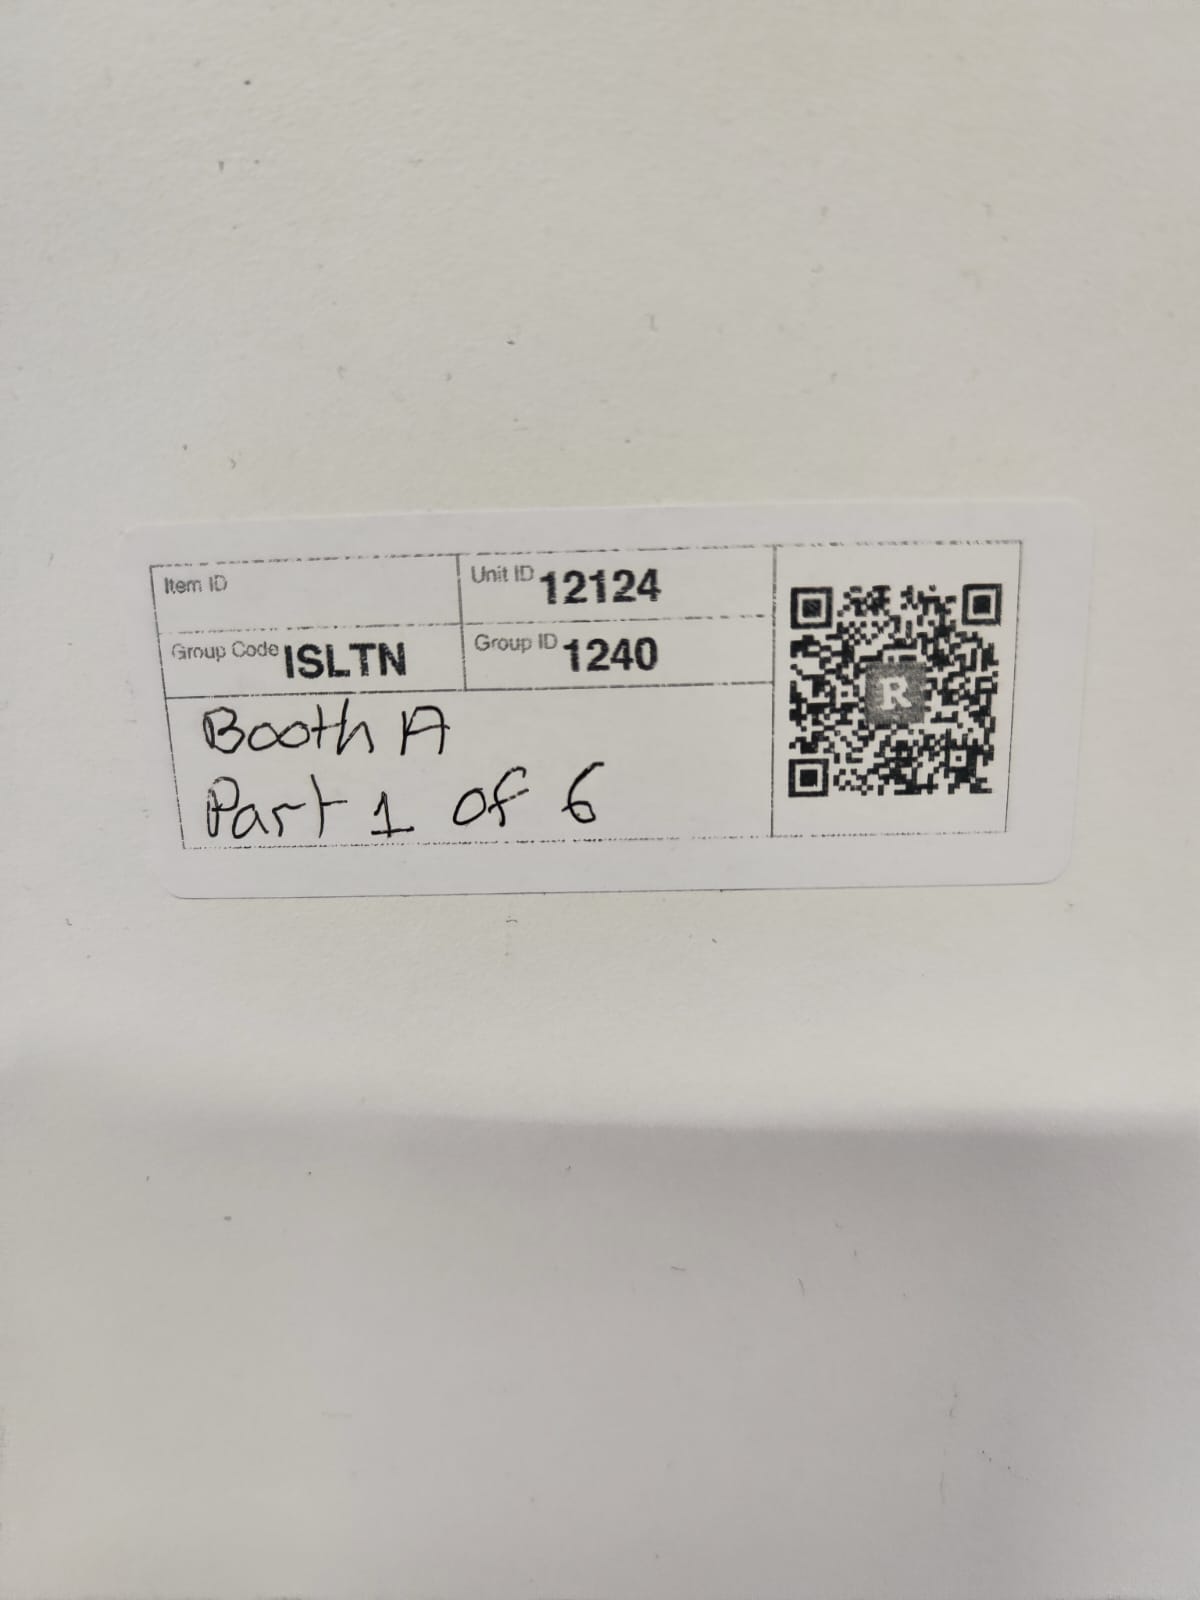 Item ID
Unit ID 12124
Group Code ISLTN
Group ID 1240
Booth A
Part 1 of 6
R